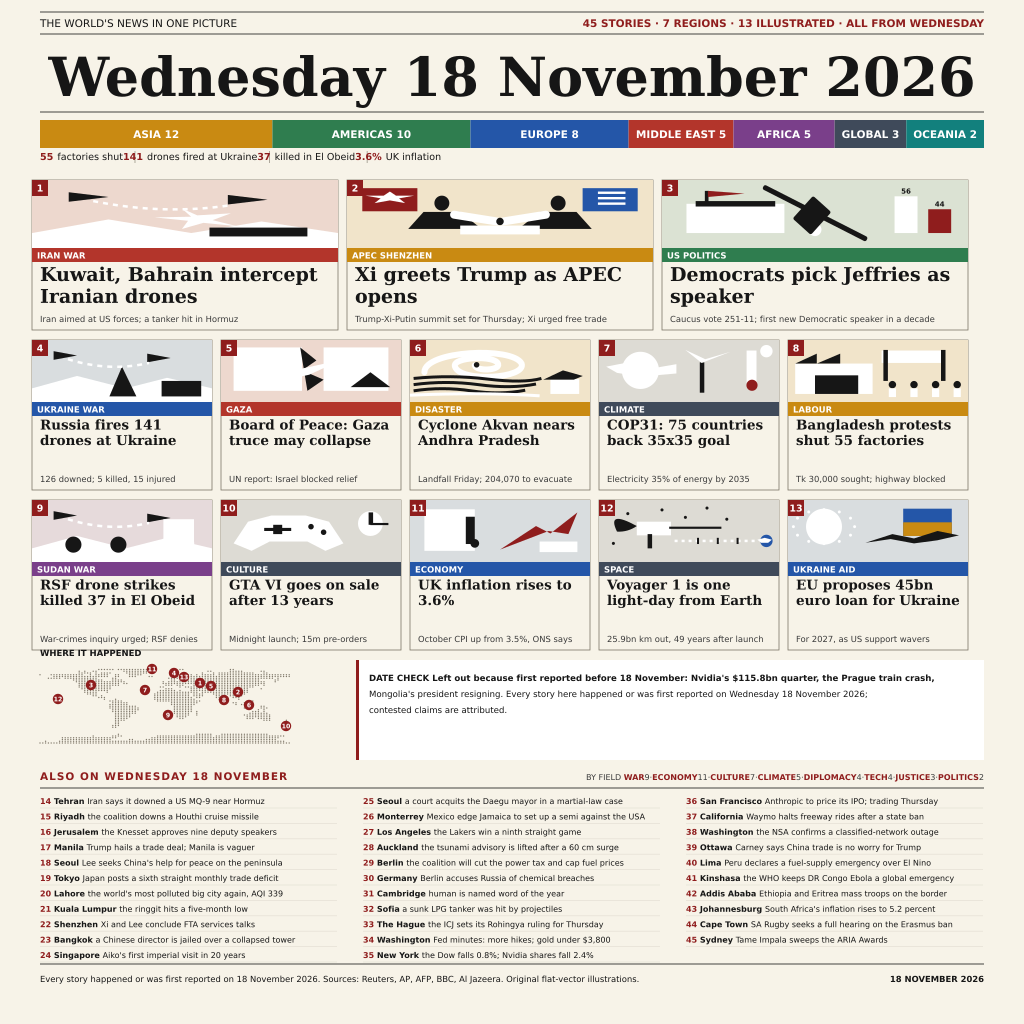 THE WORLD'S NEWS IN ONE PICTURE
45 STORIES · 7 REGIONS · 13 ILLUSTRATED · ALL FROM WEDNESDAY
Wednesday 18 November 2026
ASIA 12
AMERICAS 10
EUROPE 8
MIDDLE EAST 5
AFRICA 5
GLOBAL 3
OCEANIA 2
55 factories shut141 drones fired at Ukraine37 killed in El Obeid3.6% UK inflation
1
IRAN WAR
Kuwait, Bahrain intercept
Iranian drones
Iran aimed at US forces; a tanker hit in Hormuz
2
APEC SHENZHEN
Xi greets Trump as APEC
opens
Trump-Xi-Putin summit set for Thursday; Xi urged free trade
3
56
44
US POLITICS
Democrats pick Jeffries as
speaker
Caucus vote 251-11; first new Democratic speaker in a decade
4
UKRAINE WAR
Russia fires 141
drones at Ukraine
126 downed; 5 killed, 15 injured
5
GAZA
Board of Peace: Gaza
truce may collapse
UN report: Israel blocked relief
6
DISASTER
Cyclone Akvan nears
Andhra Pradesh
Landfall Friday; 204,070 to evacuate
7
CLIMATE
COP31: 75 countries
back 35x35 goal
Electricity 35% of energy by 2035
8
LABOUR
Bangladesh protests
shut 55 factories
Tk 30,000 sought; highway blocked
9
SUDAN WAR
RSF drone strikes
killed 37 in El Obeid
War-crimes inquiry urged; RSF denies
10
CULTURE
GTA VI goes on sale
after 13 years
Midnight launch; 15m pre-orders
11
ECONOMY
UK inflation rises to
3.6%
October CPI up from 3.5%, ONS says
12
SPACE
Voyager 1 is one
light-day from Earth
25.9bn km out, 49 years after launch
13
UKRAINE AID
EU proposes 45bn
euro loan for Ukraine
For 2027, as US support wavers
WHERE IT HAPPENED
11
4
13
3
1
5
7
2
12
8
6
9
10
DATE CHECK Left out because first reported before 18 November: Nvidia's $115.8bn quarter, the Prague train crash,
Mongolia's president resigning. Every story here happened or was first reported on Wednesday 18 November 2026;
contested claims are attributed.
ALSO ON WEDNESDAY 18 NOVEMBER
BY FIELD WAR9·ECONOMY11·CULTURE7·CLIMATE5·DIPLOMACY4·TECH4·JUSTICE3·POLITICS2
14 Tehran Iran says it downed a US MQ-9 near Hormuz
15 Riyadh the coalition downs a Houthi cruise missile
16 Jerusalem the Knesset approves nine deputy speakers
17 Manila Trump hails a trade deal; Manila is vaguer
18 Seoul Lee seeks China's help for peace on the peninsula
19 Tokyo Japan posts a sixth straight monthly trade deficit
20 Lahore the world's most polluted big city again, AQI 339
21 Kuala Lumpur the ringgit hits a five-month low
22 Shenzhen Xi and Lee conclude FTA services talks
23 Bangkok a Chinese director is jailed over a collapsed tower
24 Singapore Aiko's first imperial visit in 20 years
25 Seoul a court acquits the Daegu mayor in a martial-law case
26 Monterrey Mexico edge Jamaica to set up a semi against the USA
27 Los Angeles the Lakers win a ninth straight game
28 Auckland the tsunami advisory is lifted after a 60 cm surge
29 Berlin the coalition will cut the power tax and cap fuel prices
30 Germany Berlin accuses Russia of chemical breaches
31 Cambridge human is named word of the year
32 Sofia a sunk LPG tanker was hit by projectiles
33 The Hague the ICJ sets its Rohingya ruling for Thursday
34 Washington Fed minutes: more hikes; gold under $3,800
35 New York the Dow falls 0.8%; Nvidia shares fall 2.4%
36 San Francisco Anthropic to price its IPO; trading Thursday
37 California Waymo halts freeway rides after a state ban
38 Washington the NSA confirms a classified-network outage
39 Ottawa Carney says China trade is no worry for Trump
40 Lima Peru declares a fuel-supply emergency over El Nino
41 Kinshasa the WHO keeps DR Congo Ebola a global emergency
42 Addis Ababa Ethiopia and Eritrea mass troops on the border
43 Johannesburg South Africa's inflation rises to 5.2 percent
44 Cape Town SA Rugby seeks a full hearing on the Erasmus ban
45 Sydney Tame Impala sweeps the ARIA Awards
Every story happened or was first reported on 18 November 2026. Sources: Reuters, AP, AFP, BBC, Al Jazeera. Original flat-vector illustrations.
18 NOVEMBER 2026